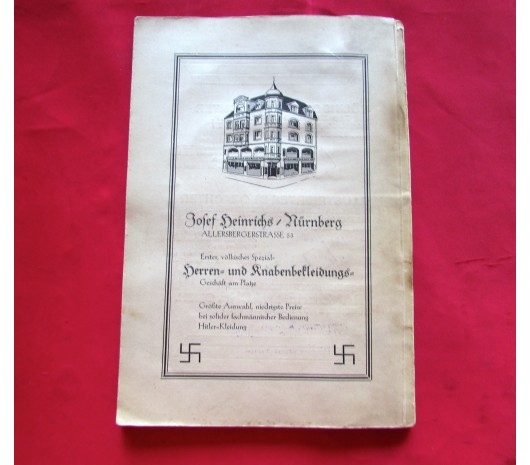 Josef Heinrichs / Nürnberg
ALLERSBERGERSTRASSE 83
Erstes völkisches Spezial-
Herren- und Knabenbekleidungs-
Geschäft am Platze
Größte Auswahl, niedrigste Preise
bei solider fachmännischer Bedienung
Hitler-Kleidung